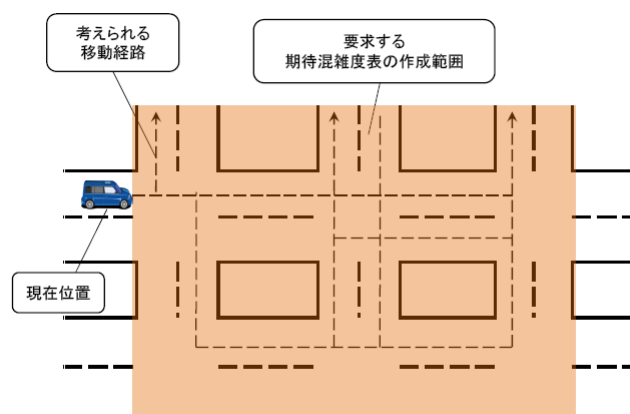 考えられる
移動経路
要求する
期待混雑度表の作成範囲
現在位置